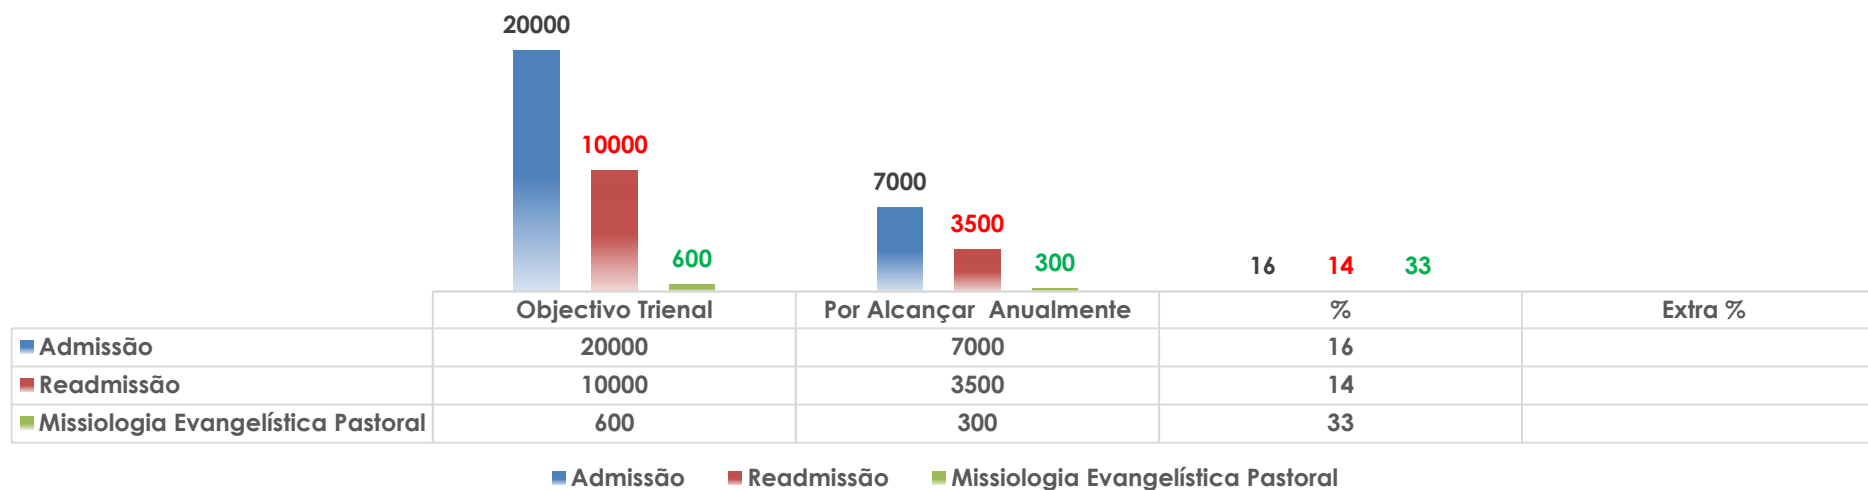 20000
10000
7000
3500
600
300
16 14 33
Objectivo Trienal Por Alcançar Anualmente % Extra %
Admissão 20000 7000 16
Readmissão 10000 3500 14
Missiologia Evangelística Pastoral 600 300 33
Admissão Readmissão Missiologia Evangelística Pastoral